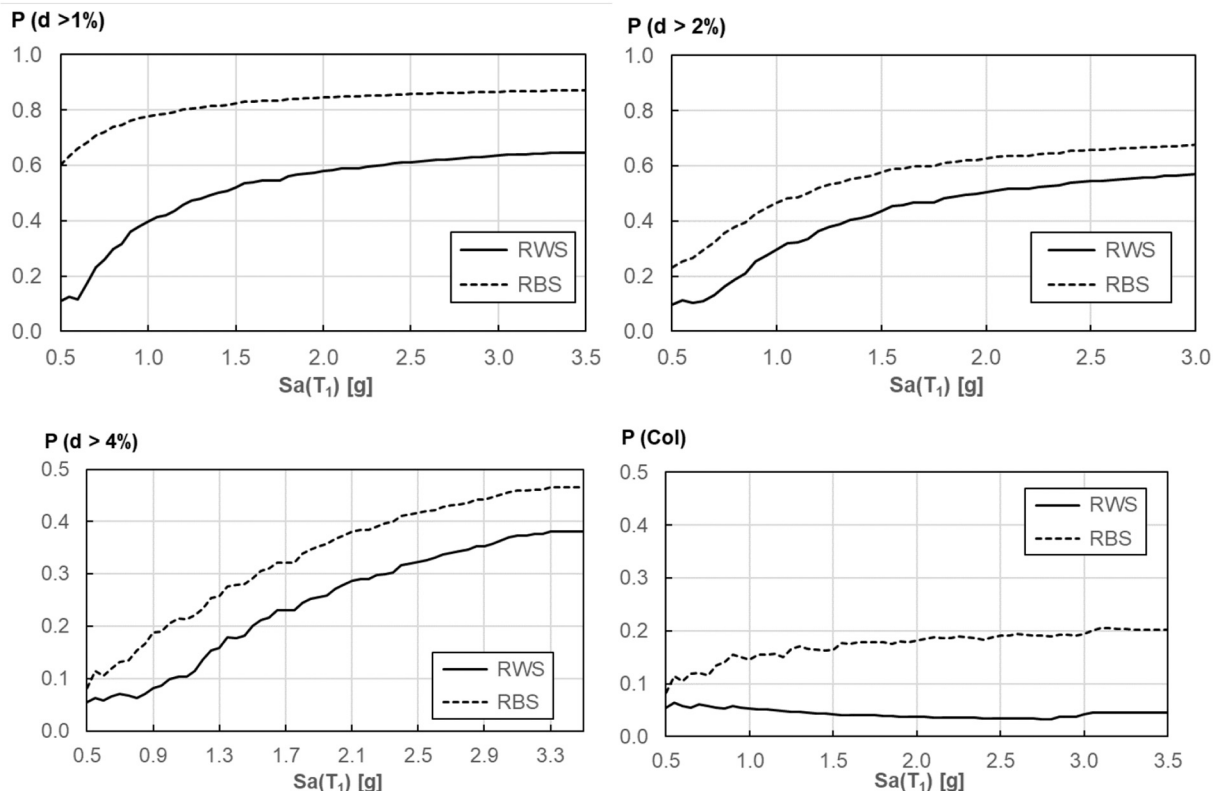 P (d >1%)
1.0
0.8
0.6
0.4
0.2
0.0
RWS
RBS
0.5 1.0 1.5 2.0 2.5 3.0 3.5
Sa(T₁) [g]
P (d > 2%)
1.0
0.8
0.6
0.4
0.2
0.0
RWS
RBS
0.5 1.0 1.5 2.0 2.5 3.0
Sa(T₁) [g]
P (d > 4%)
0.5
0.4
0.3
0.2
0.1
0.0
RWS
RBS
0.5 0.9 1.3 1.7 2.1 2.5 2.9 3.3
Sa(T₁) [g]
P (Col)
0.5
0.4
0.3
0.2
0.1
0.0
RWS
RBS
0.5 1.0 1.5 2.0 2.5 3.0 3.5
Sa(T₁) [g]